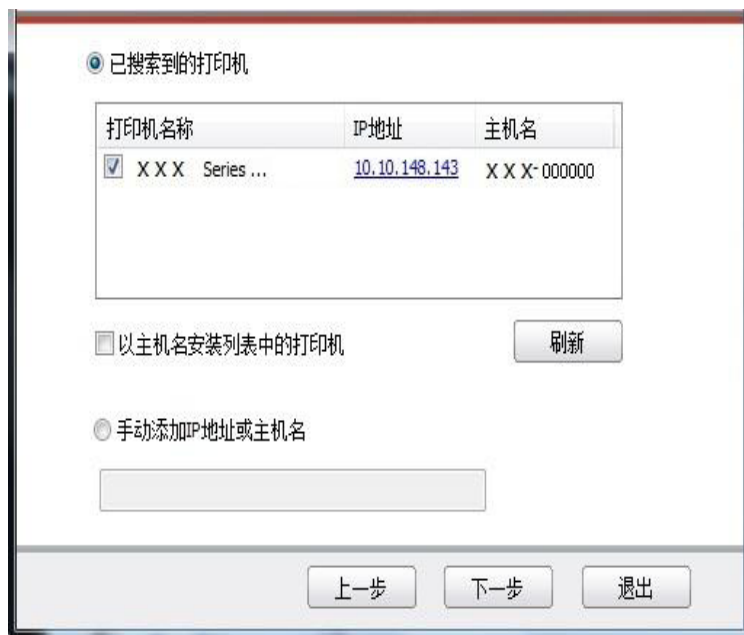 已搜索到的打印机
打印机名称 IP地址 主机名
X X X Series ... 10.10.148.143 X X X-000000
以主机名安装列表中的打印机 刷新
手动添加IP地址或主机名
上一步 下一步 退出